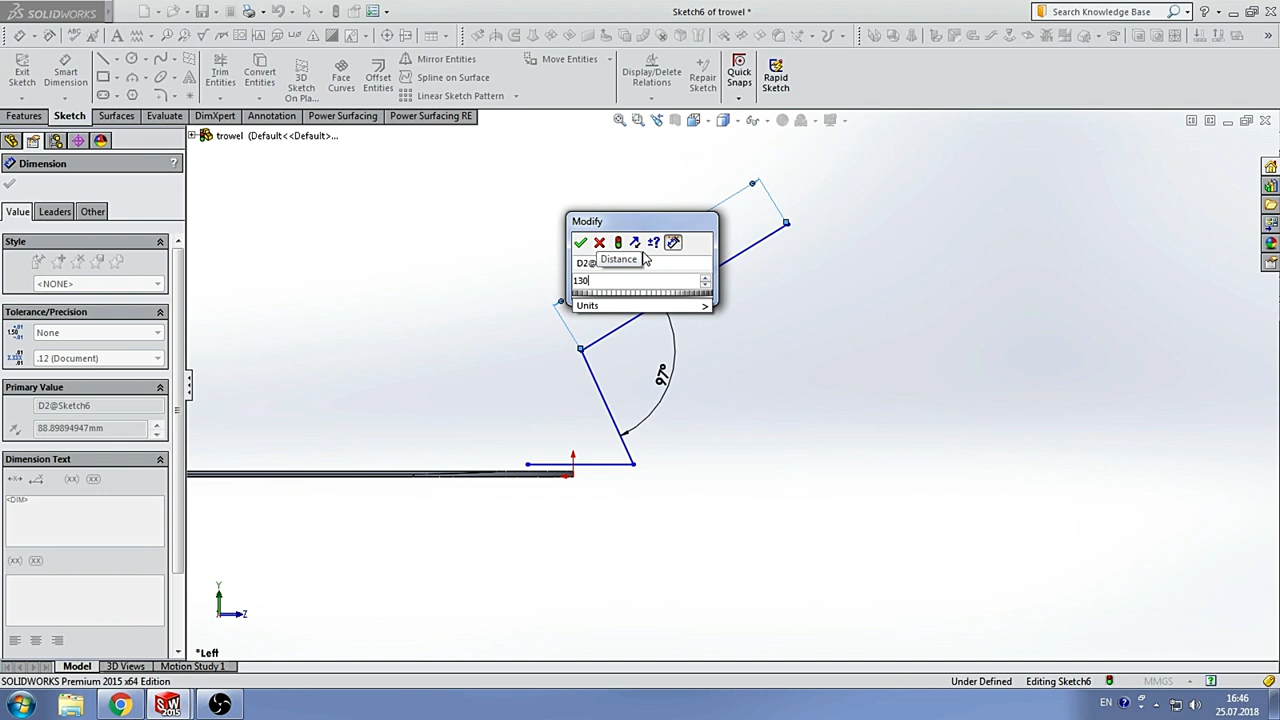 SOLIDWORKS
Sketch6 of trowel *
Search Knowledge Base
Exit Sketch
Smart Dimension
Trim Entities
Convert Entities
3D Sketch On Pla...
Face Curves
Offset Entities
Mirror Entities
Spline on Surface
Linear Sketch Pattern
Move Entities
Display/Delete Relations
Repair Sketch
Quick Snaps
Rapid Sketch
Features
Sketch
Surfaces
Evaluate
DimXpert
Annotation
Power Surfacing
Power Surfacing RE
trowel (Default<<Default>...
Dimension
?
Value
Leaders
Other
Style
<NONE>
Tolerance/Precision
None
.12 (Document)
Primary Value
D2@Sketch6
88.89894947mm
Dimension Text
<DIM>
Modify
D2@
Distance
130
Units >
97°
Y
Z
*Left
Model
3D Views
Motion Study 1
SOLIDWORKS Premium 2015 x64 Edition
Under Defined
Editing Sketch6
MMGS
EN
16:46
25.07.2018